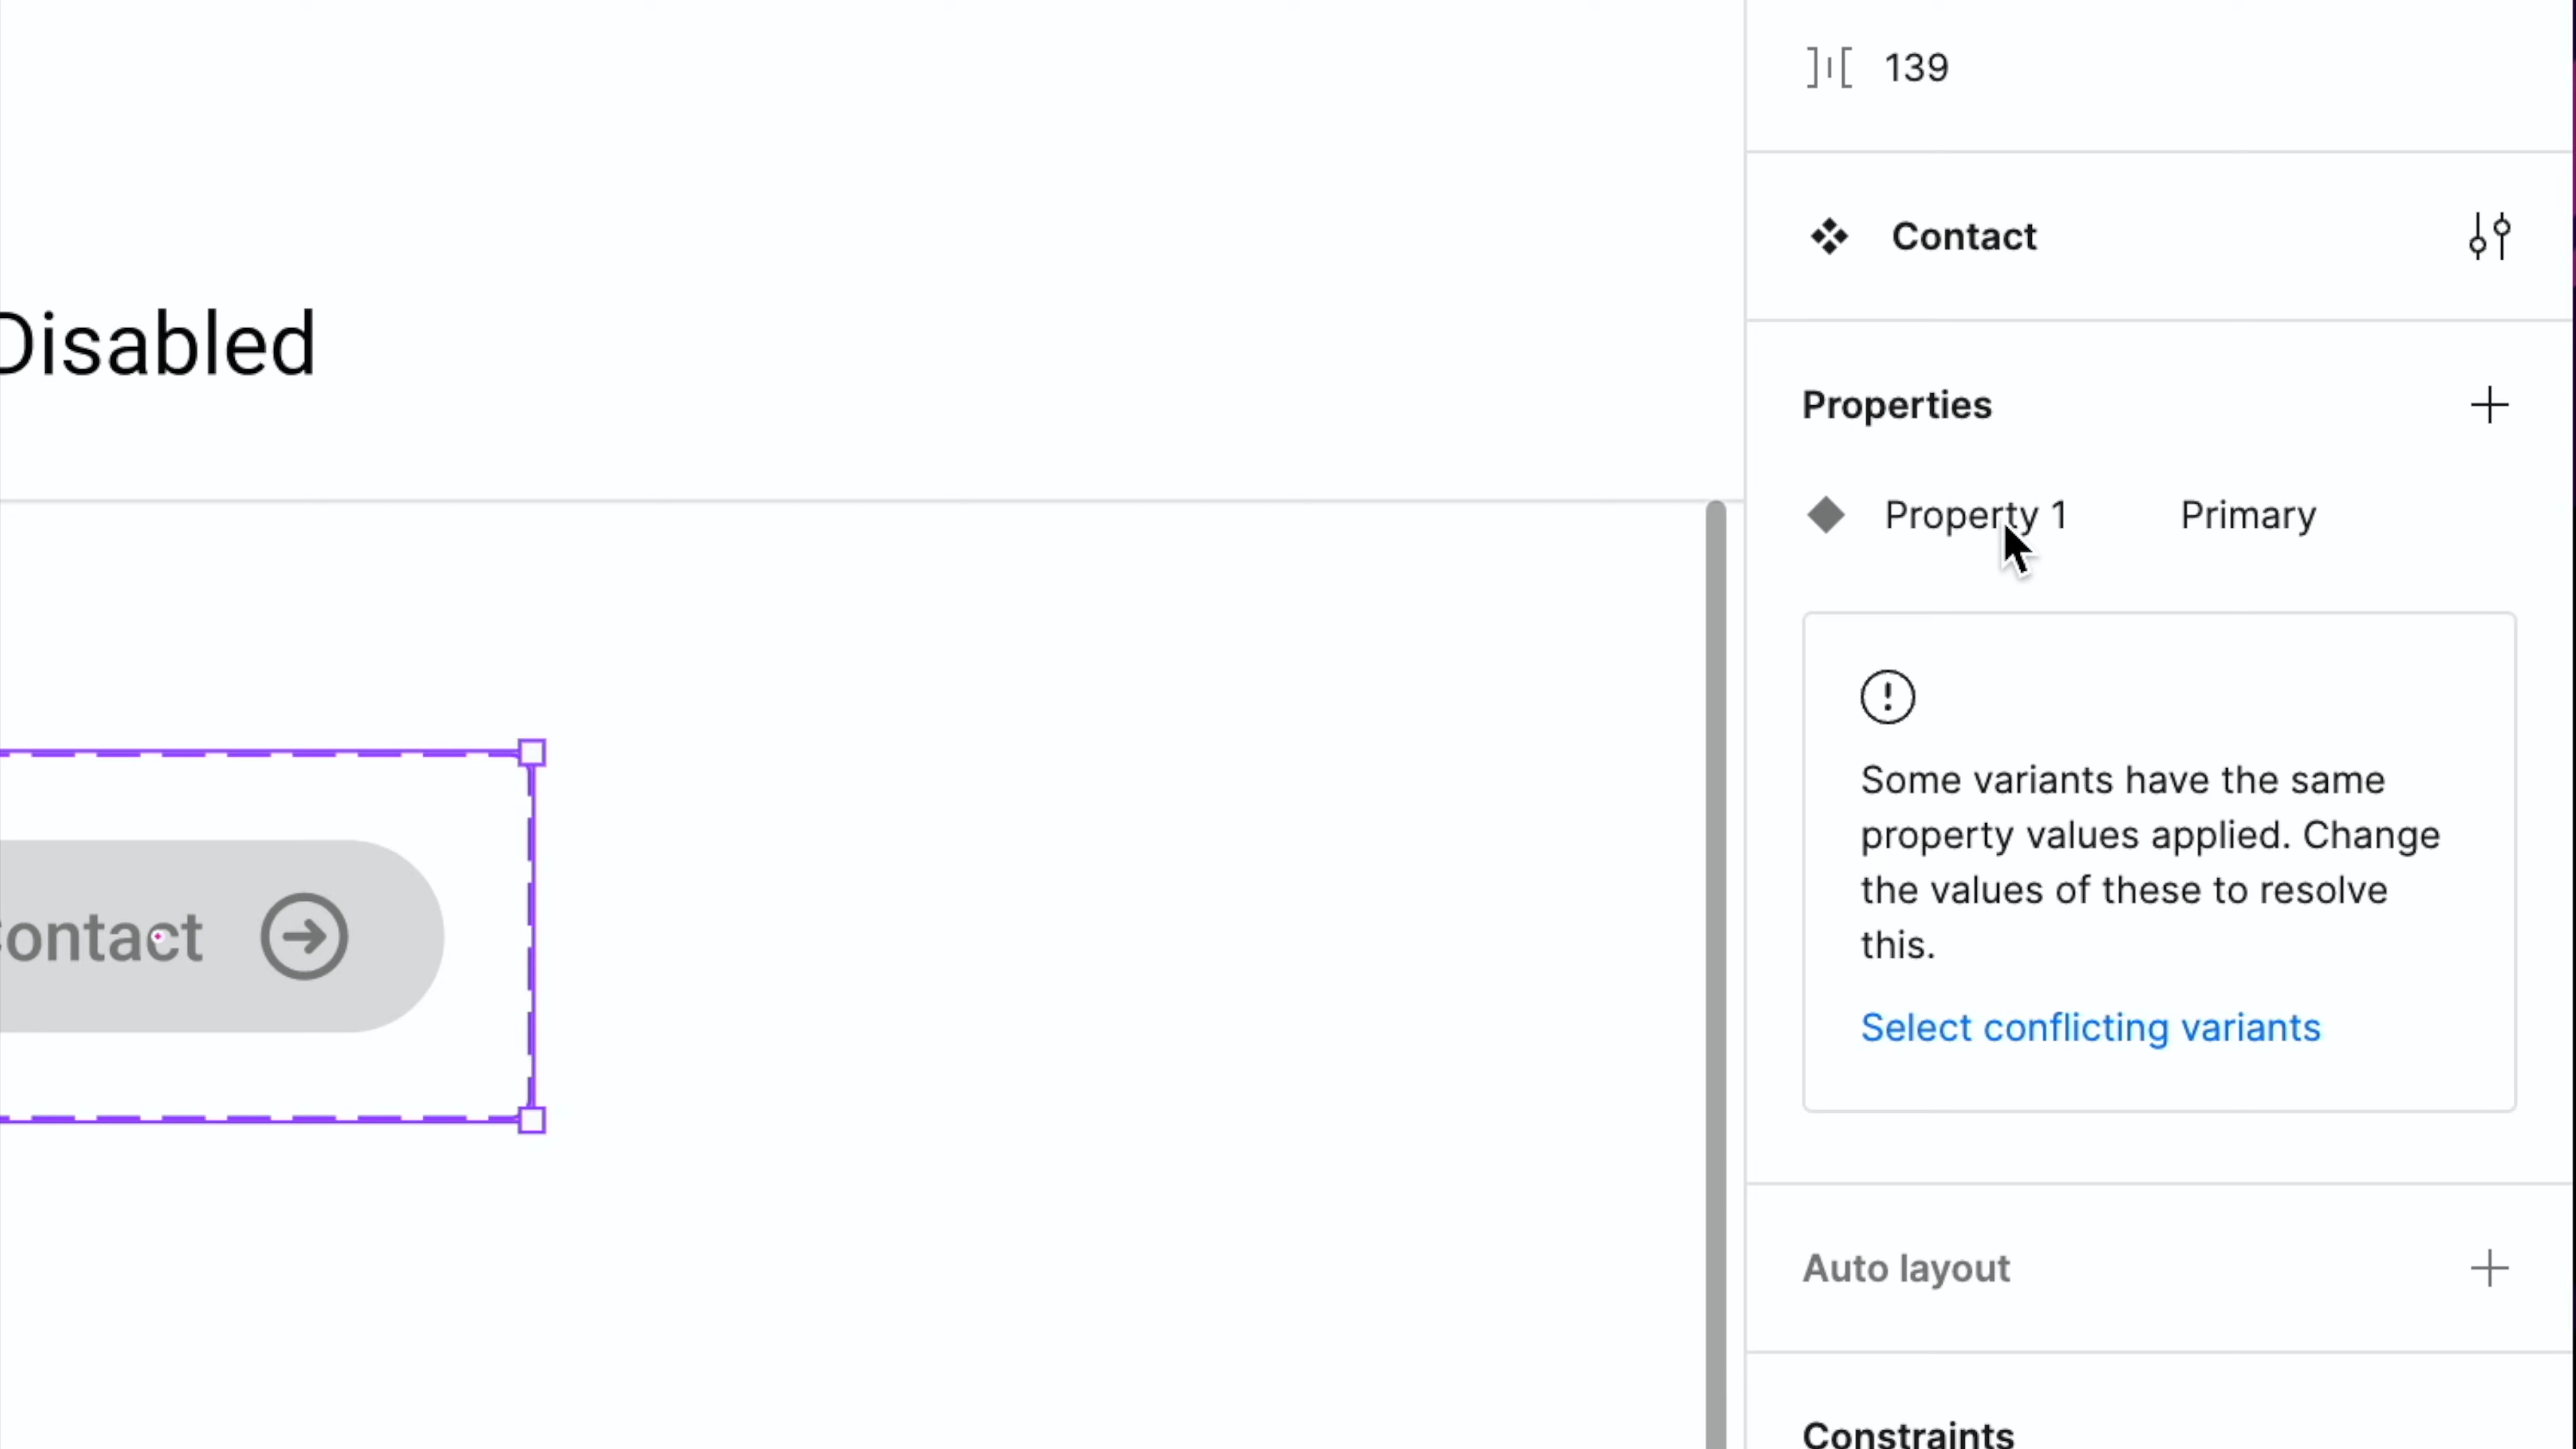 139
Contact
Disabled
Properties
Property 1 Primary
Some variants have the same
property values applied. Change
the values of these to resolve
this.
Contact
Select conflicting variants
Auto layout
Constraints